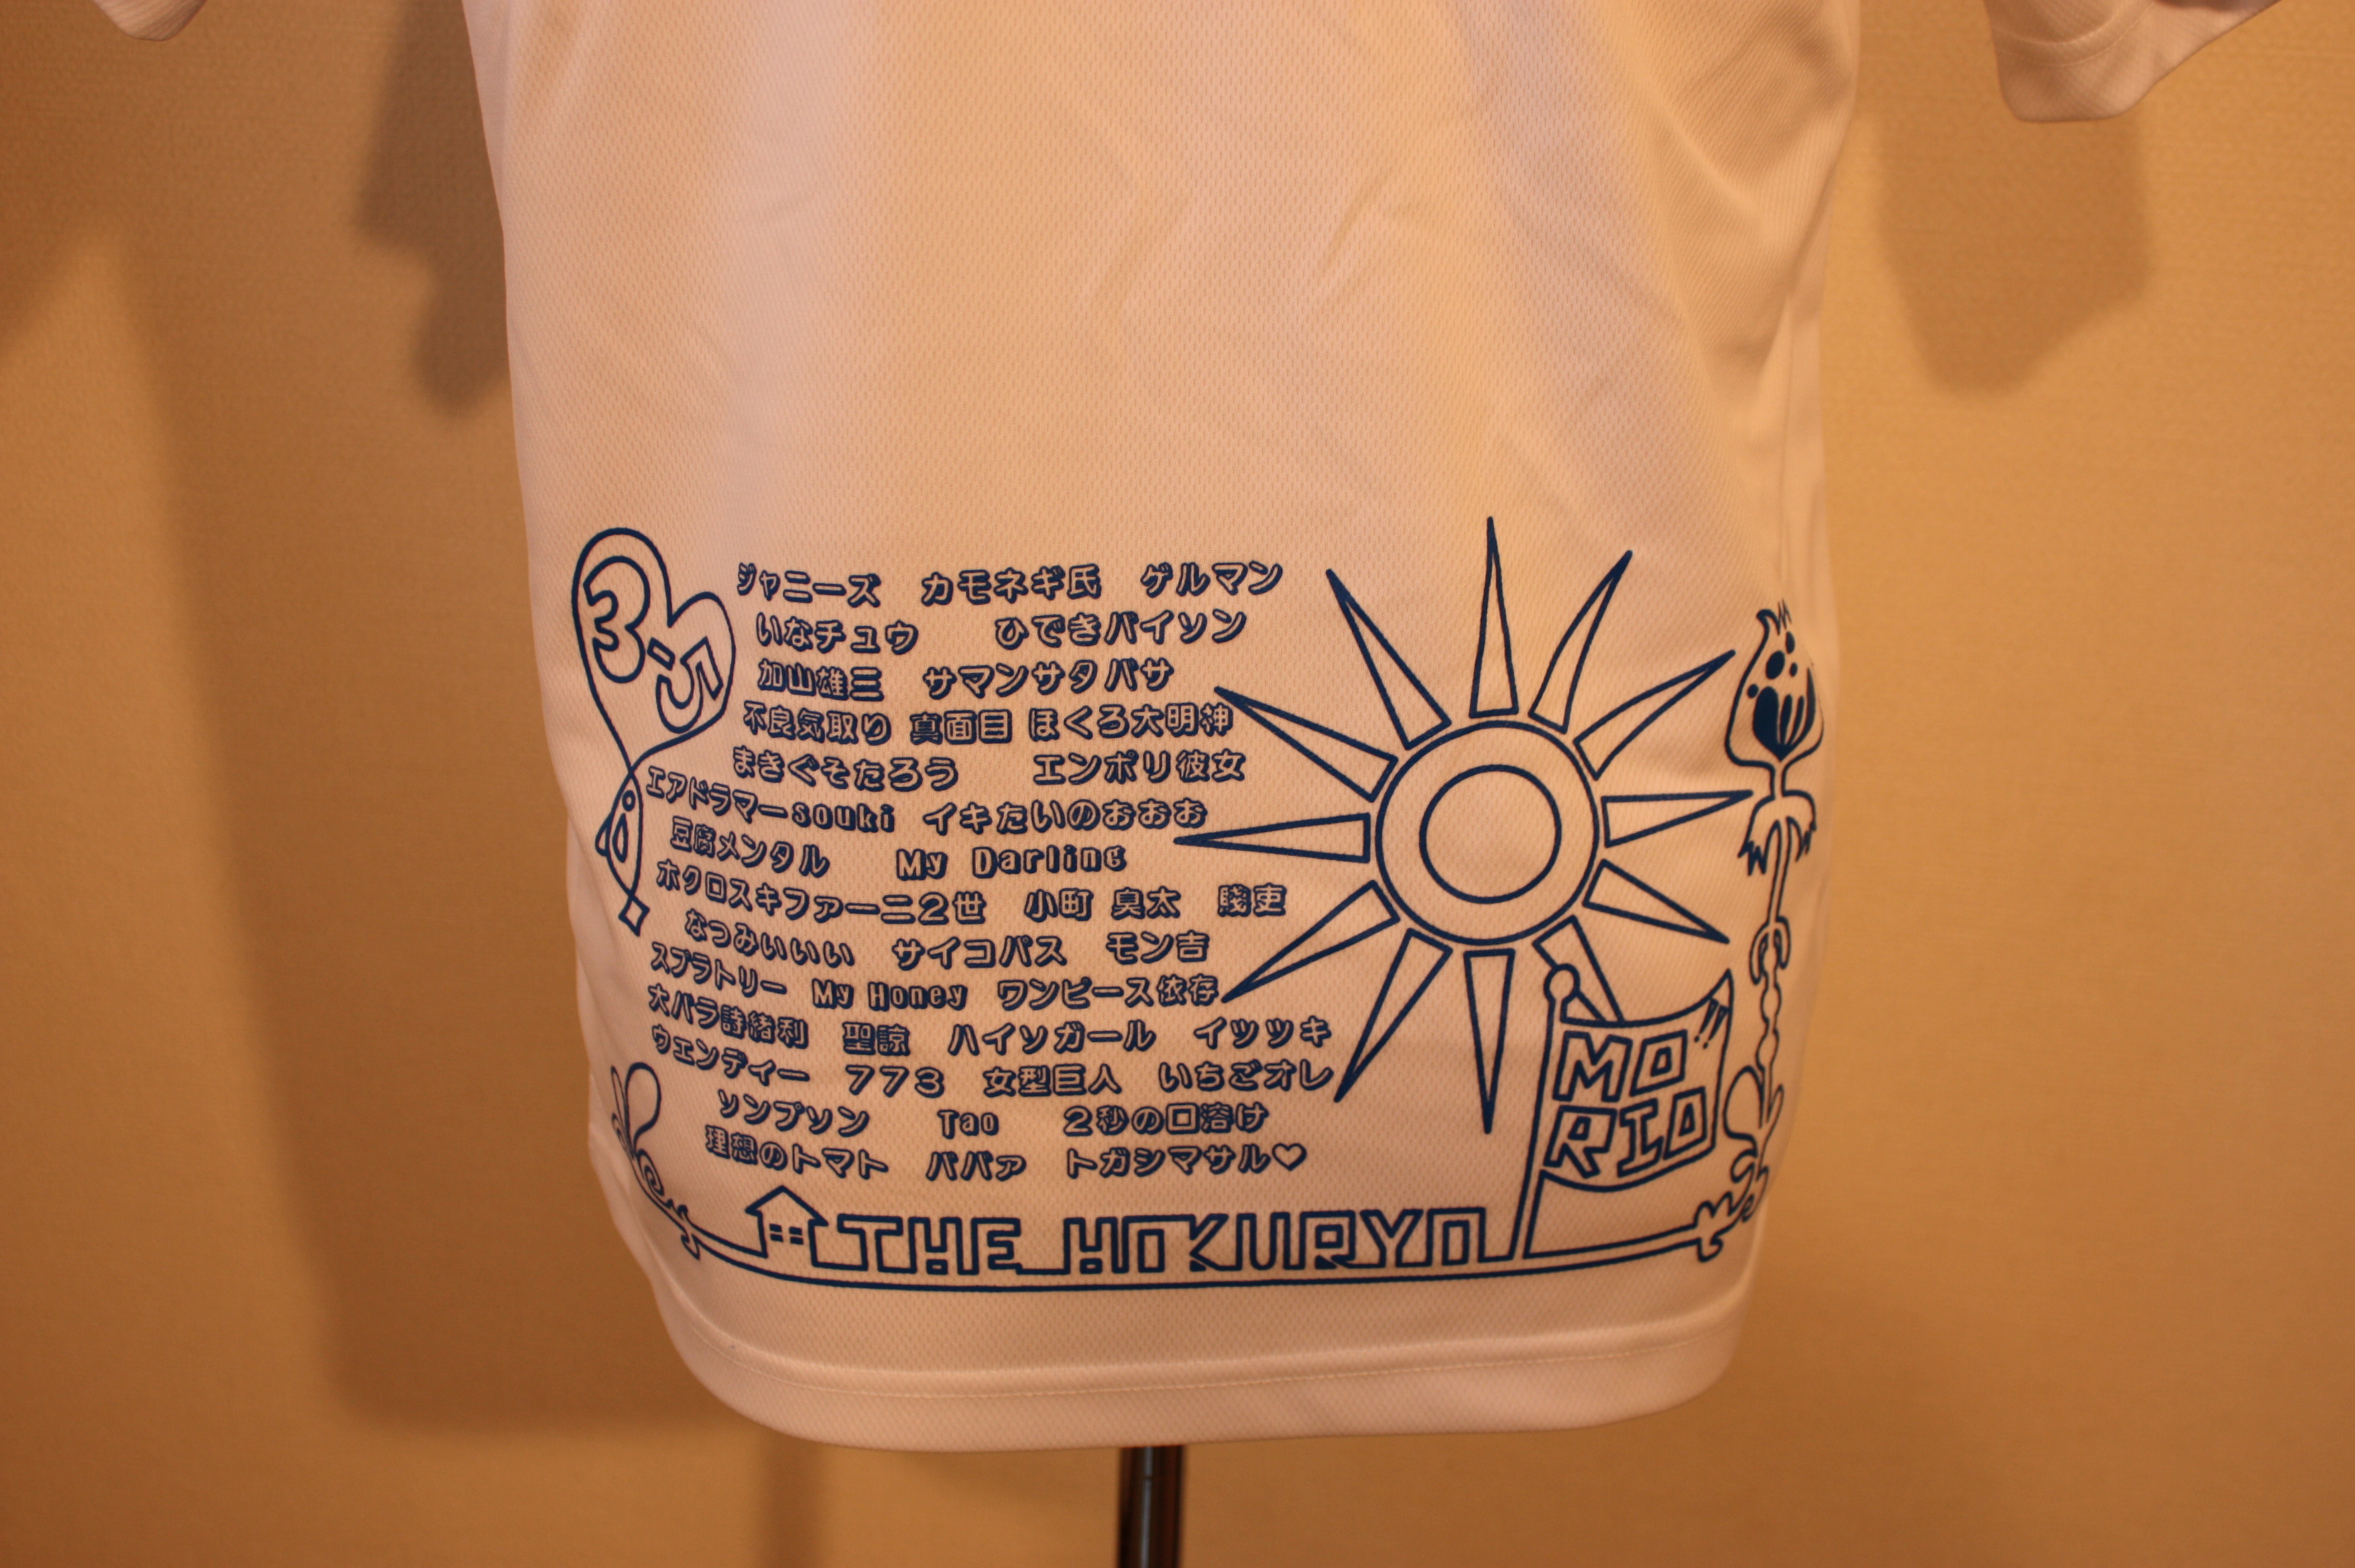 3-5
ジャニーズ カモネギ氏 ゲルマン
いなチュウ ひできバイソン
加山雄三 サマンサタバサ
不良気取り 真面目 ほくろ大明神
まきぐそたろう エンポリ彼女
エアドラマーsouki イキたいのおおお
豆腐メンタル My Darling
ホクロスキファーニ2世 小町 臭太 賤吏
なつみいいい サイコパス モン吉
スプラトリー My Honey ワンピース依存
大バラ詩緒利 聖諒 ハイソガール イツツキ
ウエンディー 773 女型巨人 いちごオレ
ソンプソン Tao 2秒の口溶け
理想のトマト ババァ トガシマサル♥
MO
RIO
!!
THE HOKURYO